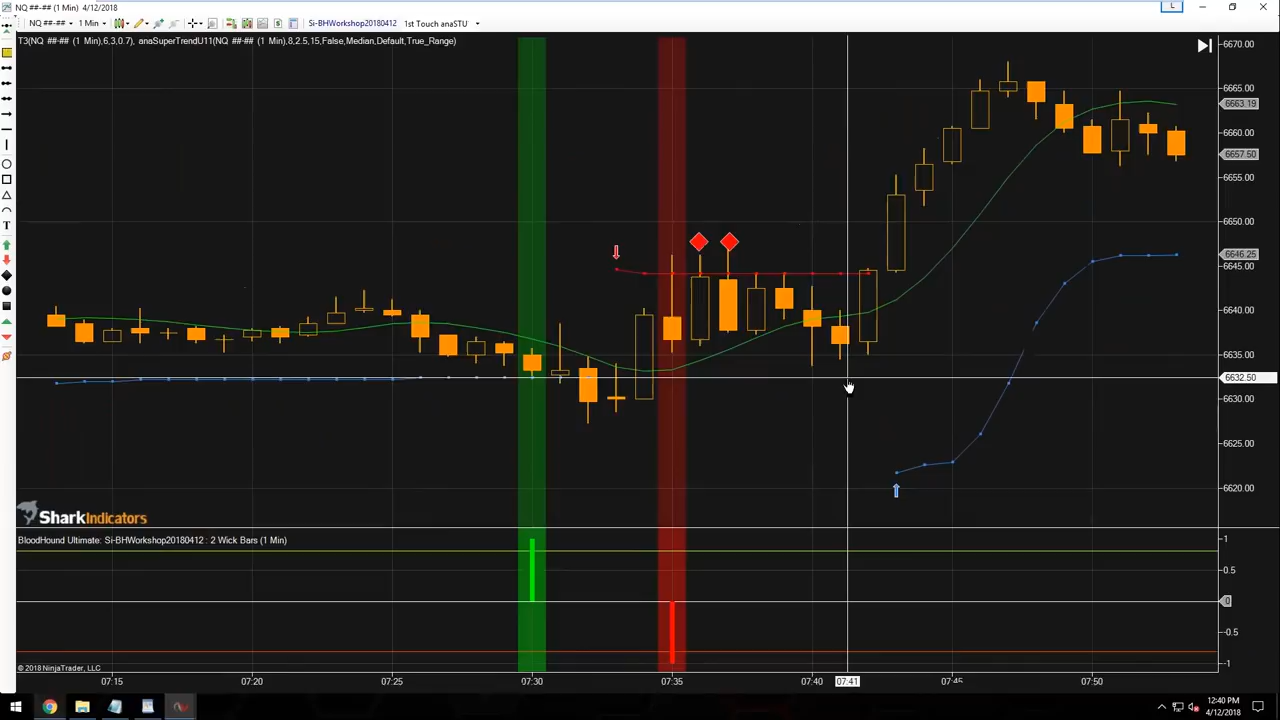 NQ ##-## (1 Min) 4/12/2018
L
NQ ##-## 1 Min Si-BHWorkshop20180412 1st Touch anaSTU
T3(NQ ##-## (1 Min),6,3,0.7), anaSuperTrendU11(NQ ##-## (1 Min),8,2.5,15,False,Median,Default,True_Range)
T
6670.00
6665.00
6663.19
6660.00
6657.50
6655.00
6650.00
6646.25
6645.00
6640.00
6635.00
6632.50
6630.00
6625.00
6620.00
SharkIndicators
BloodHound Ultimate: Si-BHWorkshop20180412 : 2 Wick Bars (1 Min)
1
0.5
0
-0.5
-1
© 2018 NinjaTrader, LLC
07:15 07:20 07:25 07:30 07:35 07:40 07:41 07:45 07:50
12:40 PM
4/12/2018